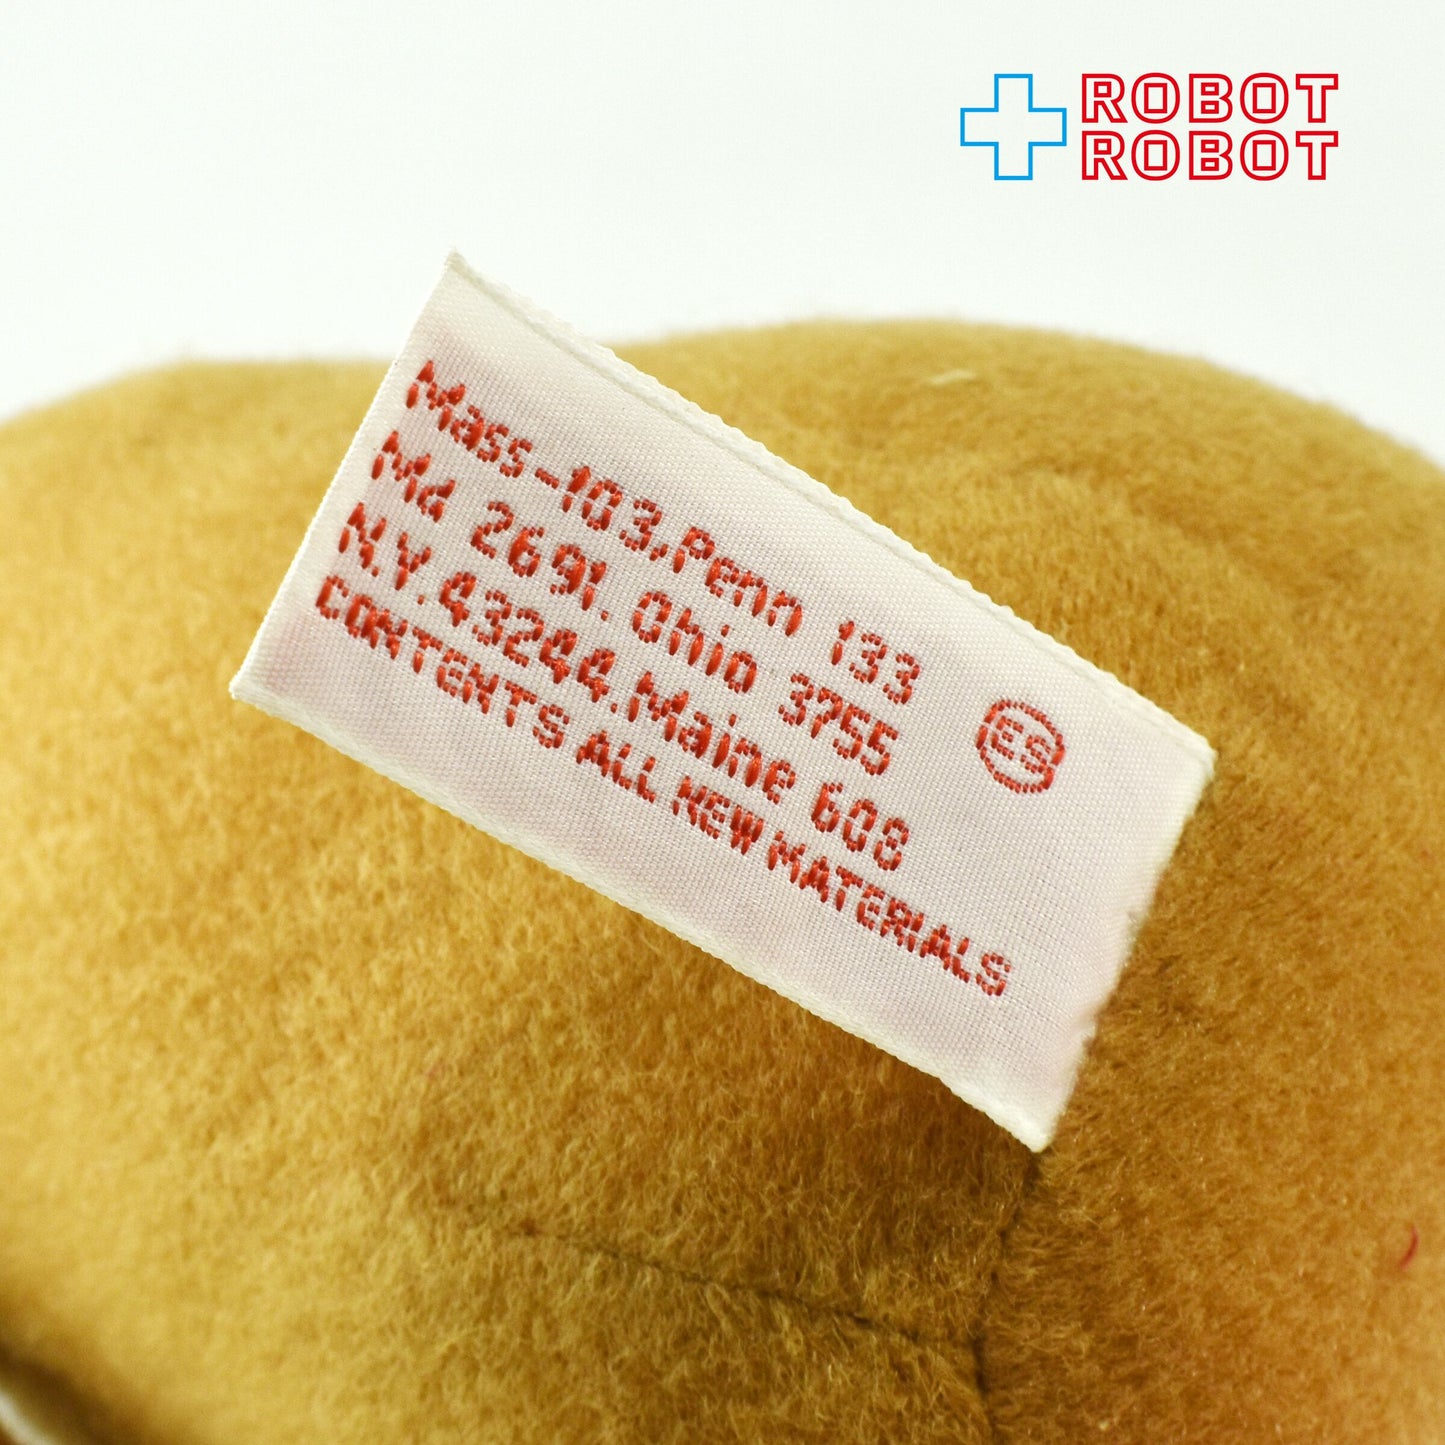 ROBOT
ROBOT
Mass-103,Penn 133
Md 2691. Ohio 3755
N.Y.43244.Maine 608
CONTENTS ALL NEW MATERIALS
ES